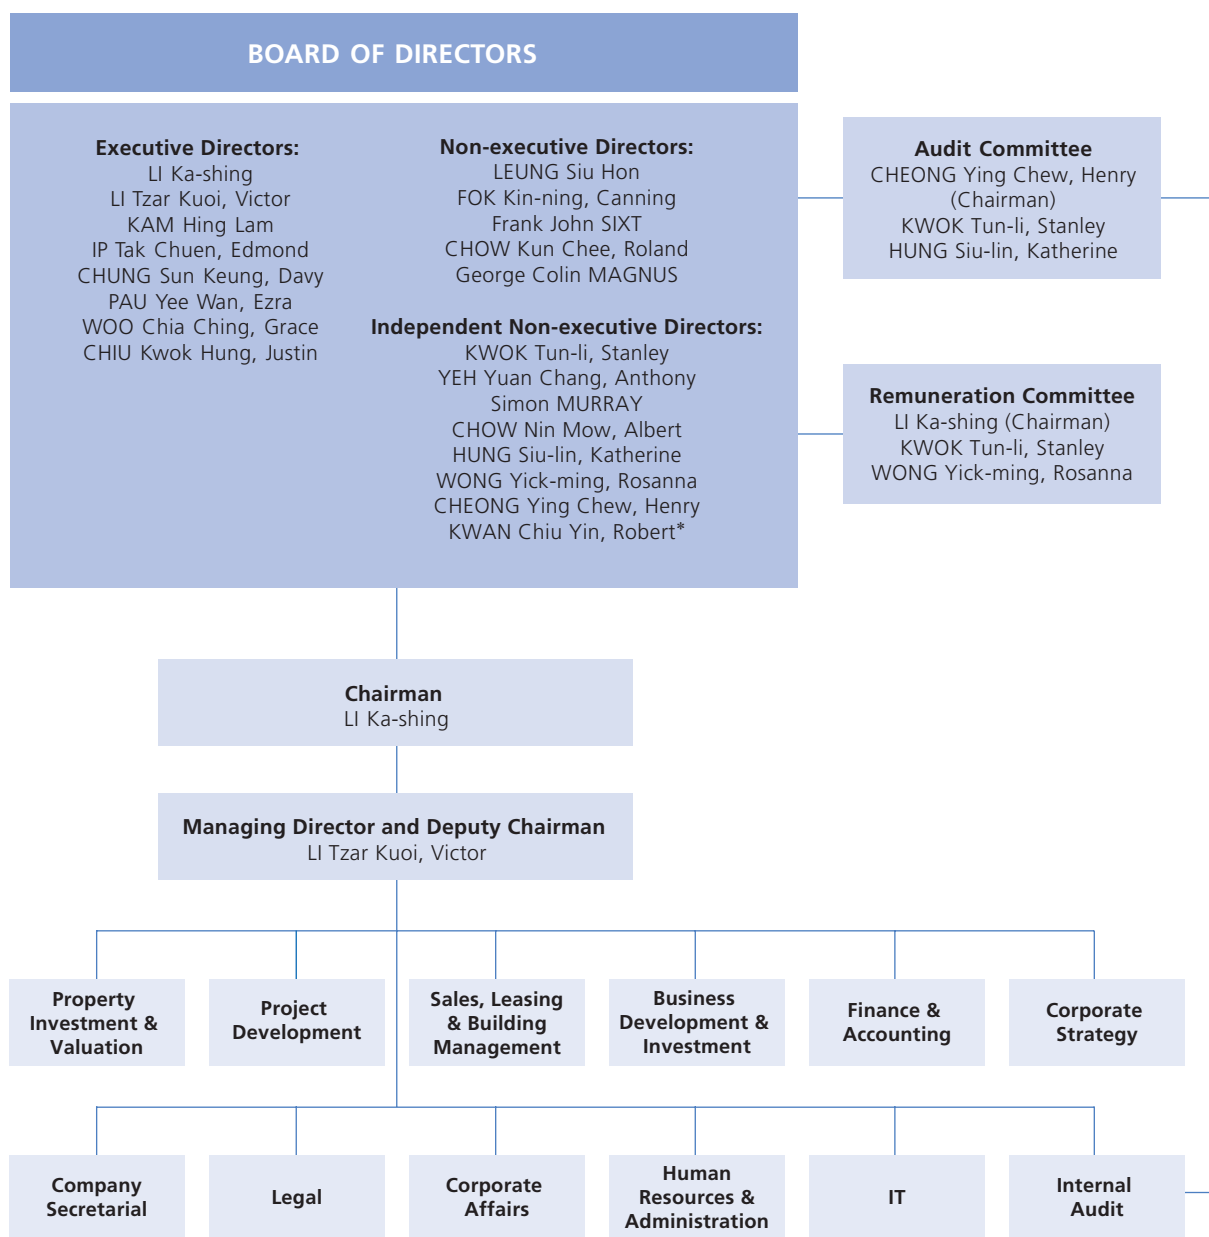 BOARD OF DIRECTORS
Executive Directors:
LI Ka-shing
LI Tzar Kuoi, Victor
KAM Hing Lam
IP Tak Chuen, Edmond
CHUNG Sun Keung, Davy
PAU Yee Wan, Ezra
WOO Chia Ching, Grace
CHIU Kwok Hung, Justin
Non-executive Directors:
LEUNG Siu Hon
FOK Kin-ning, Canning
Frank John SIXT
CHOW Kun Chee, Roland
George Colin MAGNUS
Independent Non-executive Directors:
KWOK Tun-li, Stanley
YEH Yuan Chang, Anthony
Simon MURRAY
CHOW Nin Mow, Albert
HUNG Siu-lin, Katherine
WONG Yick-ming, Rosanna
CHEONG Ying Chew, Henry
KWAN Chiu Yin, Robert*
Audit Committee
CHEONG Ying Chew, Henry
(Chairman)
KWOK Tun-li, Stanley
HUNG Siu-lin, Katherine
Remuneration Committee
LI Ka-shing (Chairman)
KWOK Tun-li, Stanley
WONG Yick-ming, Rosanna
Chairman
LI Ka-shing
Managing Director and Deputy Chairman
LI Tzar Kuoi, Victor
Property
Investment &
Valuation
Project
Development
Sales, Leasing
& Building
Management
Business
Development &
Investment
Finance &
Accounting
Corporate
Strategy
Company
Secretarial
Legal
Corporate
Affairs
Human
Resources &
Administration
IT
Internal
Audit